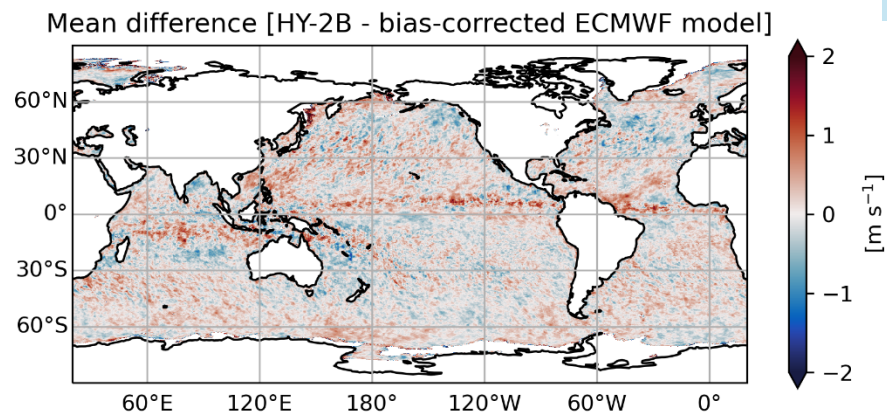 Mean difference [HY-2B - bias-corrected ECMWF model]
60°N
30°N
0°
30°S
60°S
60°E
120°E
180°
120°W
60°W
0°
2
1
0
−1
−2
[m s⁻¹]